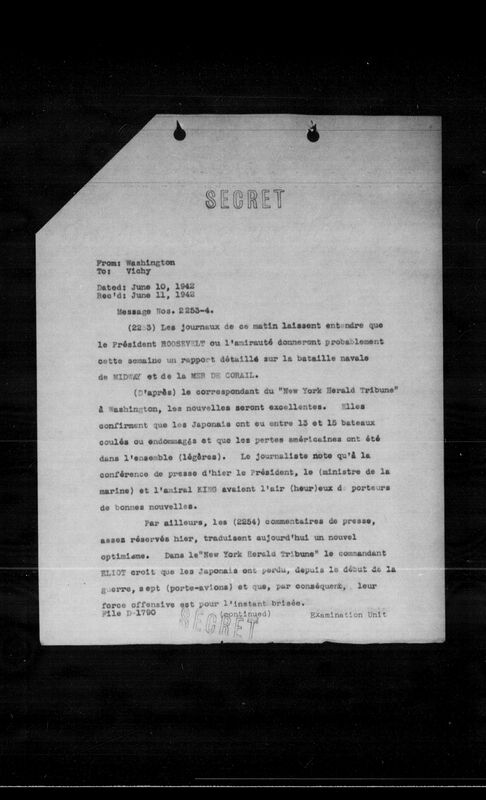 SECRET
From: Washington
To: Vichy
Dated: June 10, 1942
Rec'd: June 11, 1942
Message Nos. 2253-4.
(2253) Les journaux de ce matin laissent entendre que
le Président ROOSEVELT ou l'amirauté donneront probablement
cette semaine un rapport détaillé sur la bataille navale
de MIDWAY et de la MER DE CORAIL.
(D'après) le correspondant du "New York Herald Tribune"
à Washington, les nouvelles seront excellentes. Elles
confirment que les Japonais ont eu entre 13 et 15 bateaux
coulés ou endommagés et que les pertes américaines ont été
dans l'ensemble (légères). Le journaliste note qu'à la
conférence de presse d'hier le Président, le (ministre de la
marine) et l'amiral KING avaient l'air (heur)eux de porteurs
de bonnes nouvelles.
Par ailleurs, les (2254) commentaires de presse,
assez réservés hier, traduisent aujourd'hui un nouvel
optimisme. Dans le"New York Herald Tribune" le commandant
ELIOT croit que les Japonais ont perdu, depuis le début de la
guerre, sept (porte-avions) et que, par conséquent, leur
force offensive est pour l'instant brisée.
File D-1790 (continued) Examination Unit
SECRET